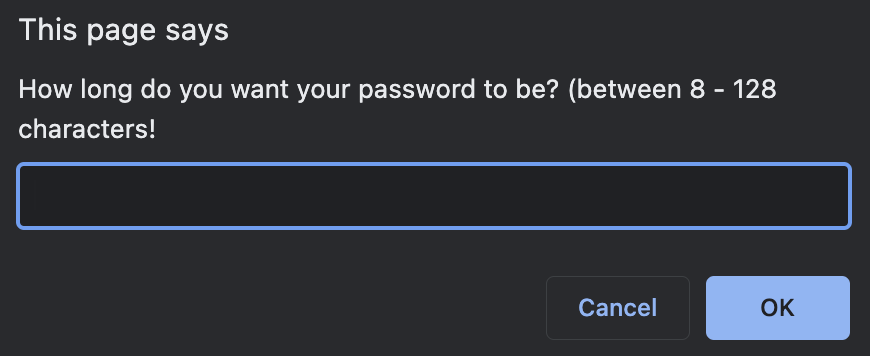 This page says
How long do you want your password to be? (between 8 - 128
characters!
Cancel
OK